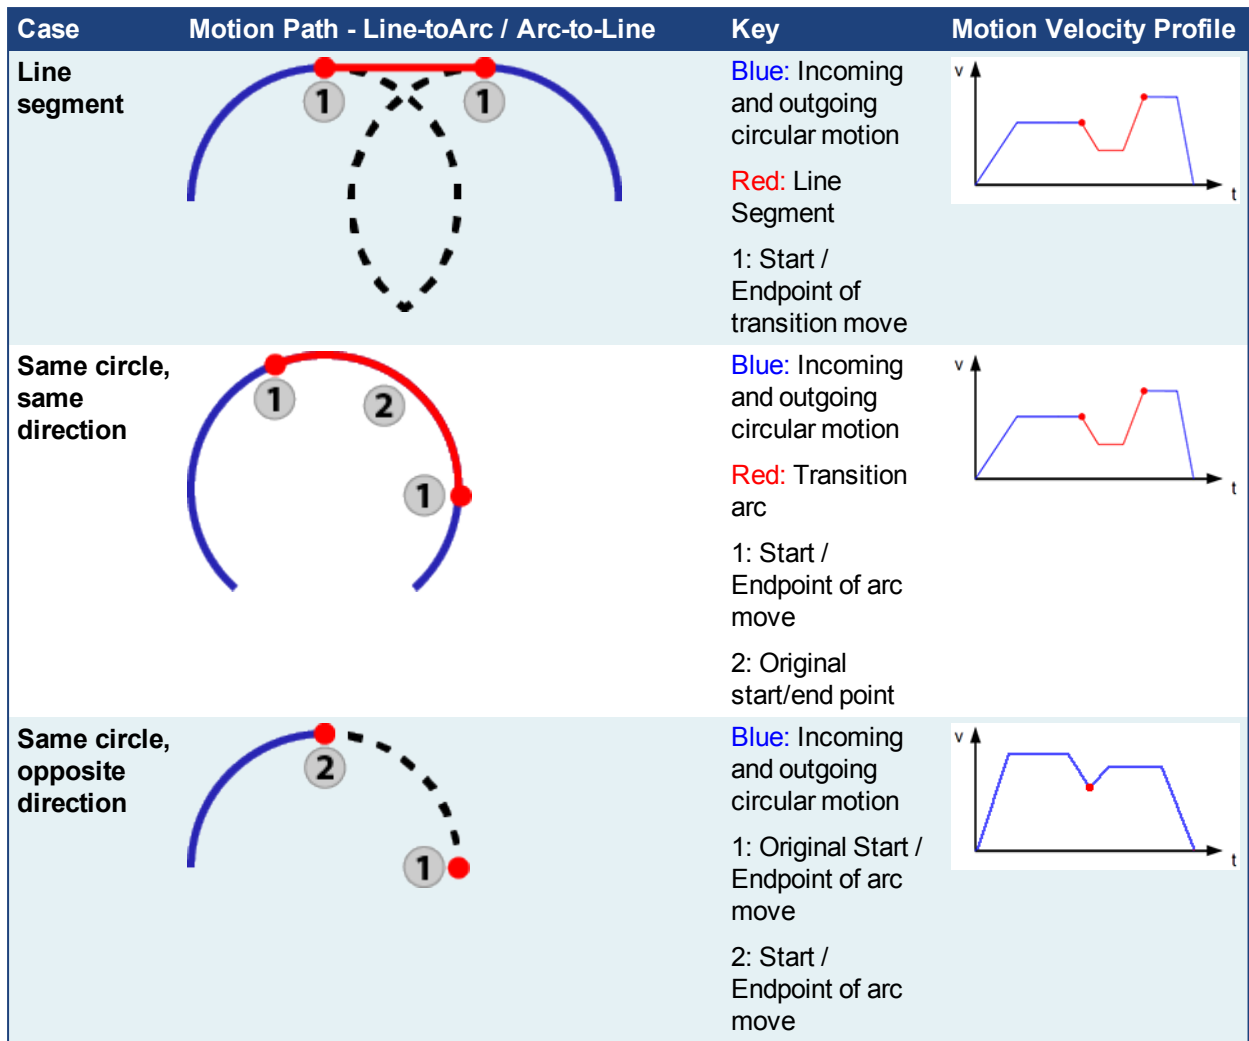 Case Motion Path - Line-toArc / Arc-to-Line Key Motion Velocity Profile
Line
segment
1 1
Blue: Incoming
and outgoing
circular motion
Red: Line
Segment
1: Start /
Endpoint of
transition move
v
t
Same circle,
same
direction
1 2
1
Blue: Incoming
and outgoing
circular motion
Red: Transition
arc
1: Start /
Endpoint of arc
move
2: Original
start/end point
v
t
Same circle,
opposite
direction
2
1
Blue: Incoming
and outgoing
circular motion
1: Original Start /
Endpoint of arc
move
2: Start /
Endpoint of arc
move
v
t